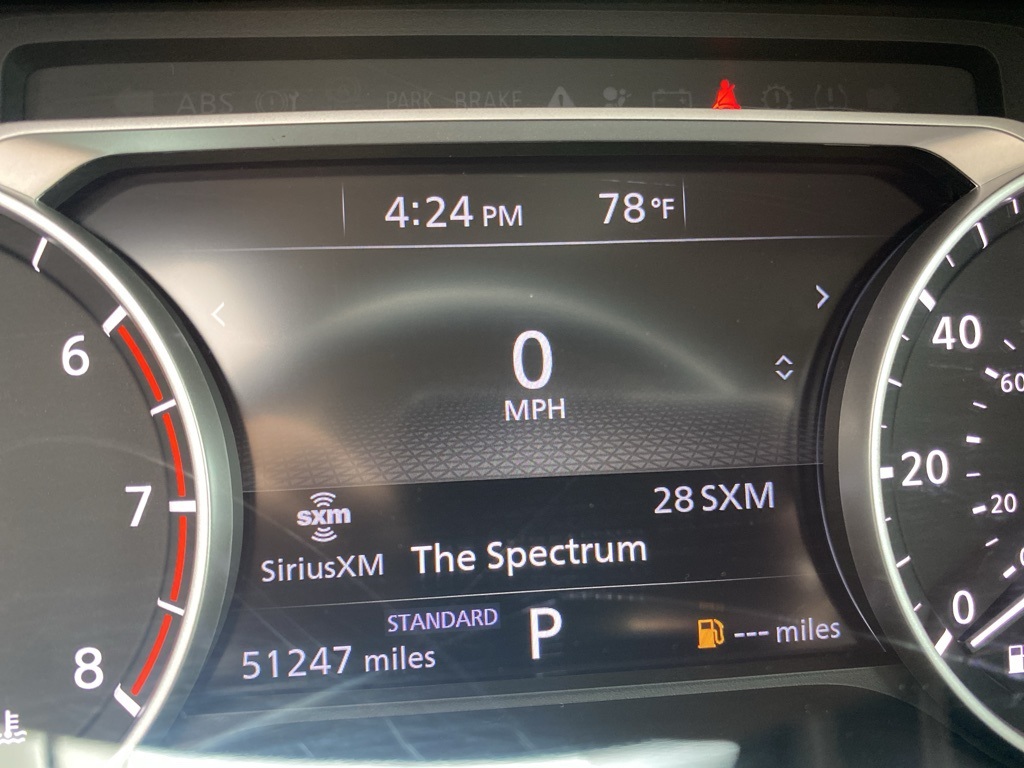 ABS
PARK BRAKE
4:24 PM 78°F
6
7
8
0
MPH
40
60
20
20
0
sxm
28 SXM
SiriusXM The Spectrum
STANDARD P
51247 miles
--- miles